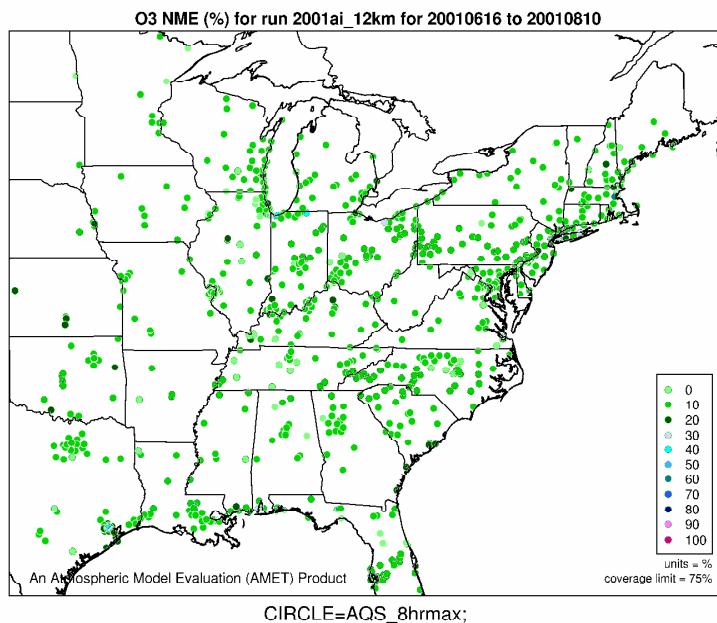 O3 NME (%) for run 2001ai_12km for 20010616 to 20010810
0
10
20
30
40
50
60
70
80
90
100
units = %
coverage limit = 75%
An Atmospheric Model Evaluation (AMET) Product
CIRCLE=AQS_8hrmax;